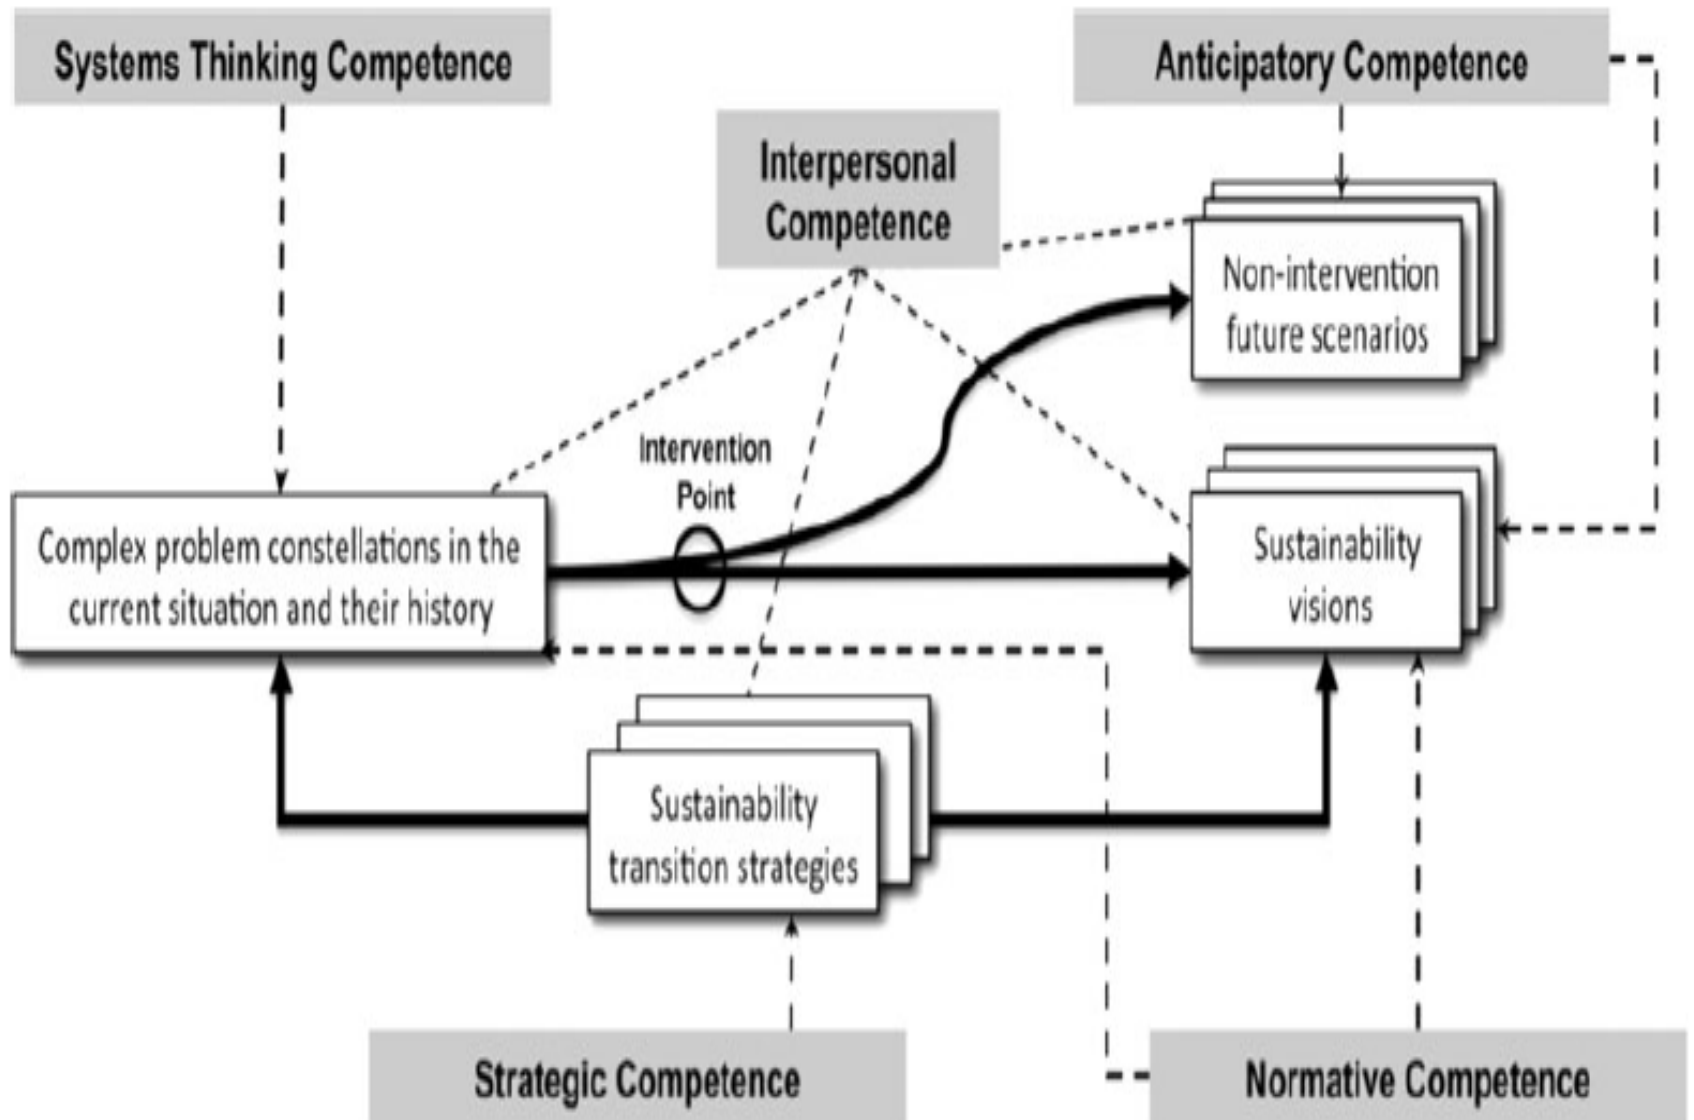 Systems Thinking Competence
Anticipatory Competence
Interpersonal
Competence
Non-intervention
future scenarios
Intervention
Point
Complex problem constellations in the
current situation and their history
Sustainability
visions
Sustainability
transition strategies
Strategic Competence
Normative Competence